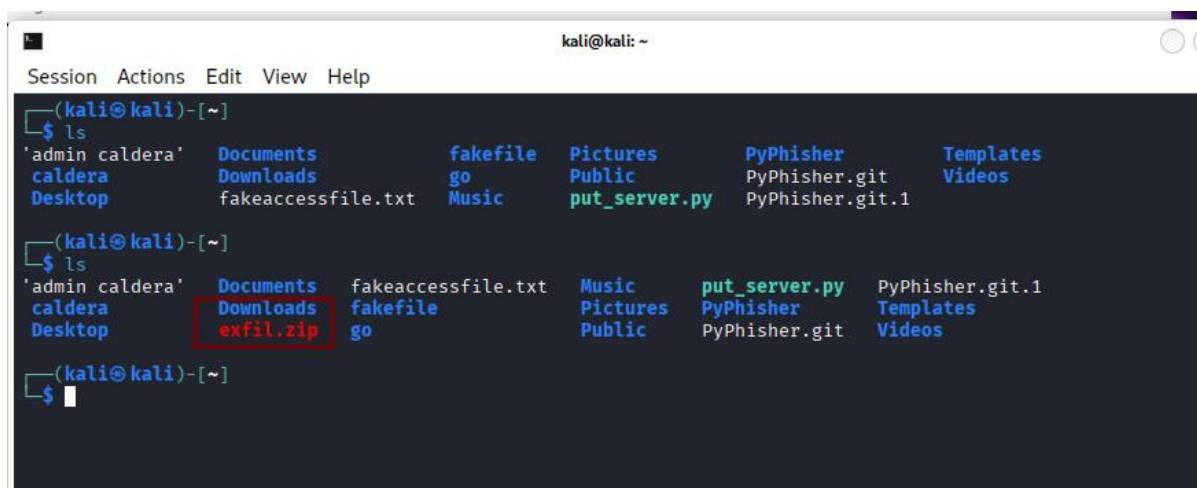 kali@kali: ~
Session Actions Edit View Help
┌──(kali㉿kali)-[~]
└─$ ls
'admin caldera' Documents fakefile Pictures PyPhisher Templates
caldera Downloads go Public PyPhisher.git Videos
Desktop fakeaccessfile.txt Music put_server.py PyPhisher.git.1
┌──(kali㉿kali)-[~]
└─$ ls
'admin caldera' Documents fakeaccessfile.txt Music put_server.py PyPhisher.git.1
caldera Downloads fakefile Pictures PyPhisher Templates
Desktop exfil.zip go Public PyPhisher.git Videos
┌──(kali㉿kali)-[~]
└─$